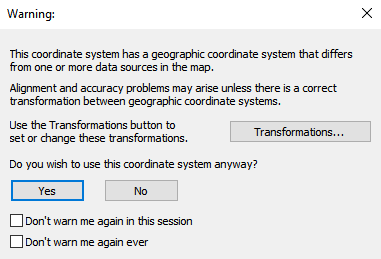 Warning:
This coordinate system has a geographic coordinate system that differs
from one or more data sources in the map.
Alignment and accuracy problems may arise unless there is a correct
transformation between geographic coordinate systems.
Use the Transformations button to
set or change these transformations.
Transformations...
Do you wish to use this coordinate system anyway?
Yes
No
Don't warn me again in this session
Don't warn me again ever